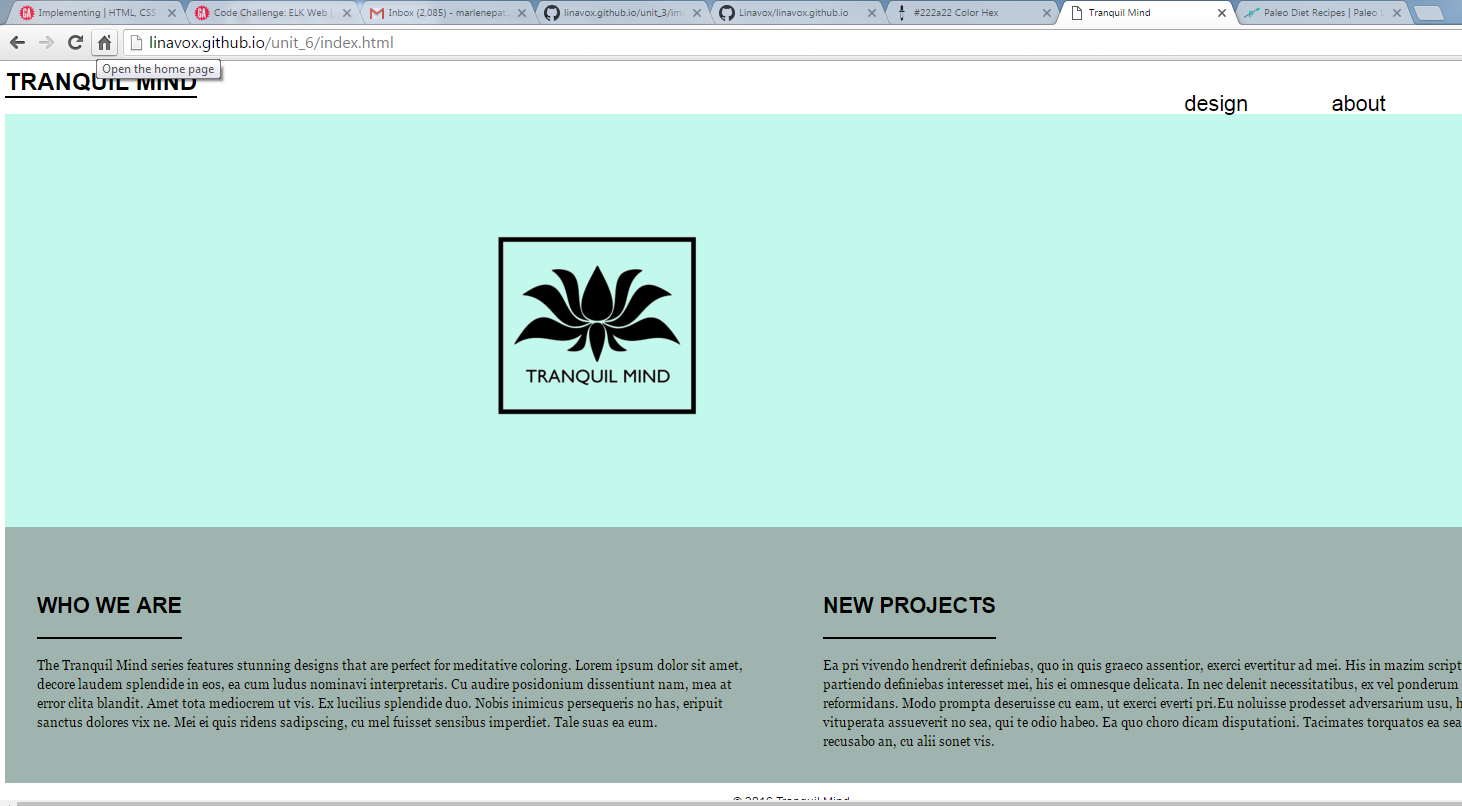 Implementing | HTML, CSS
Code Challenge: ELK Web |
Inbox (2,085) - marlenepat
linavox.github.io/unit_3/im
Linavox/linavox.github.io
#222a22 Color Hex
Tranquil Mind
Paleo Diet Recipes | Paleo
linavox.github.io/unit_6/index.html
Open the home page
TRANQUIL MIND
design
about
TRANQUIL MIND
WHO WE ARE
The Tranquil Mind series features stunning designs that are perfect for meditative coloring. Lorem ipsum dolor sit amet,
decore laudem splendide in eos, ea cum ludus nominavi interpretaris. Cu audire posidonium dissentiunt nam, mea at
error clita blandit. Amet tota mediocrem ut vis. Ex lucilius splendide duo. Nobis inimicus persequeris no has, eripuit
sanctus dolores vix ne. Mei ei quis ridens sadipscing, cu mel fuisset sensibus imperdiet. Tale suas ea eum.
NEW PROJECTS
Ea pri vivendo hendrerit definiebas, quo in quis graeco assentior, exerci evertitur ad mei. His in mazim script
partiendo definiebas interesset mei, his ei omnesque delicata. In nec delenit necessitatibus, ex vel ponderum
reformidans. Modo prompta deseruisse cu eam, ut exerci everti pri.Eu noluisse prodesset adversarium usu, h
vituperata assueverit no sea, qui te odio habeo. Ea quo choro dicam disputationi. Tacimates torquatos ea sea
recusabo an, cu alii sonet vis.
© 2016 Tranquil Mind